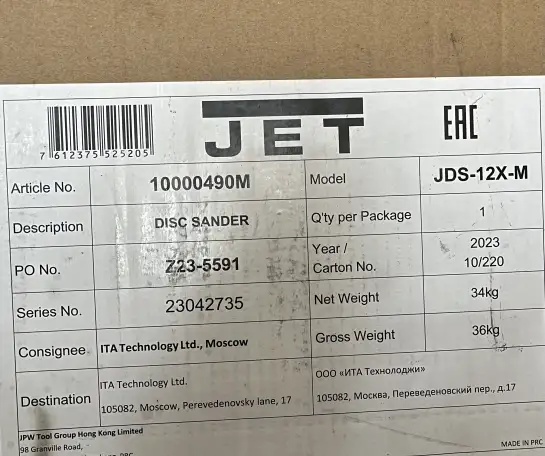 JET
EAC
7 612375 525205
Article No. 10000490M Model JDS-12X-M
Description DISC SANDER Q'ty per Package 1
PO No. Z23-5591 Year / Carton No. 2023 10/220
Series No. 23042735 Net Weight 34kg
Consignee ITA Technology Ltd., Moscow Gross Weight 36kg
Destination
ITA Technology Ltd.
105082, Moscow, Perevedenovsky lane, 17
ООО «ИТА Технолоджи»
105082, Москва, Переведеновский пер., д.17
JPW Tool Group Hong Kong Limited
98 Granville Road,
MADE IN PRC